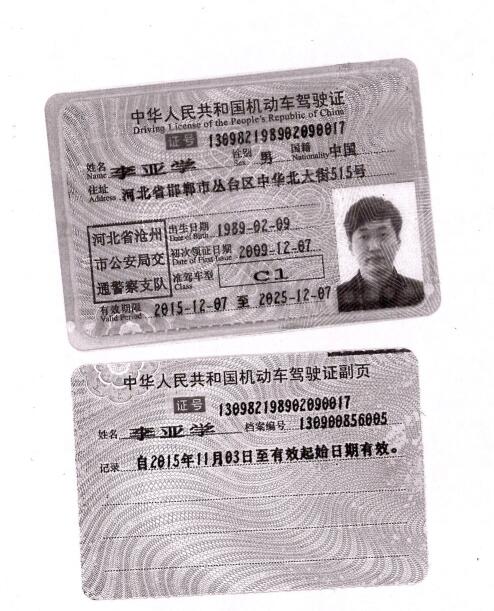 中华人民共和国机动车驾驶证
Driving License of the People's Republic of China
证号 130982198902090017
姓名 李亚学 性别 男 国籍 中国
Name Sex Nationality
住址 河北省邯郸市丛台区中华北大街515号
Address
河北省沧州
市公安局交
通警察支队
出生日期 1989-02-09
Date of Birth
初次领证日期 2009-12-07
Date of First Issue
准驾车型 C1
Class
有效期限 2015-12-07 至 2025-12-07
Valid Period
中华人民共和国机动车驾驶证副页
证号 130982198902090017
姓名 李亚学 档案编号 130900856005
记录 自2015年11月03日至有效起始日期有效。